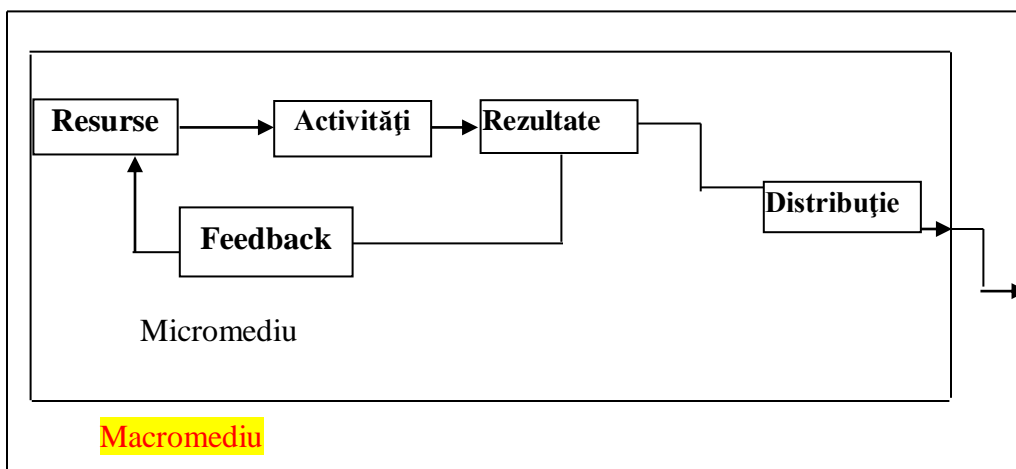 Resurse
Activităţi
Rezultate
Distribuţie
Feedback
Micromediu
Macromediu